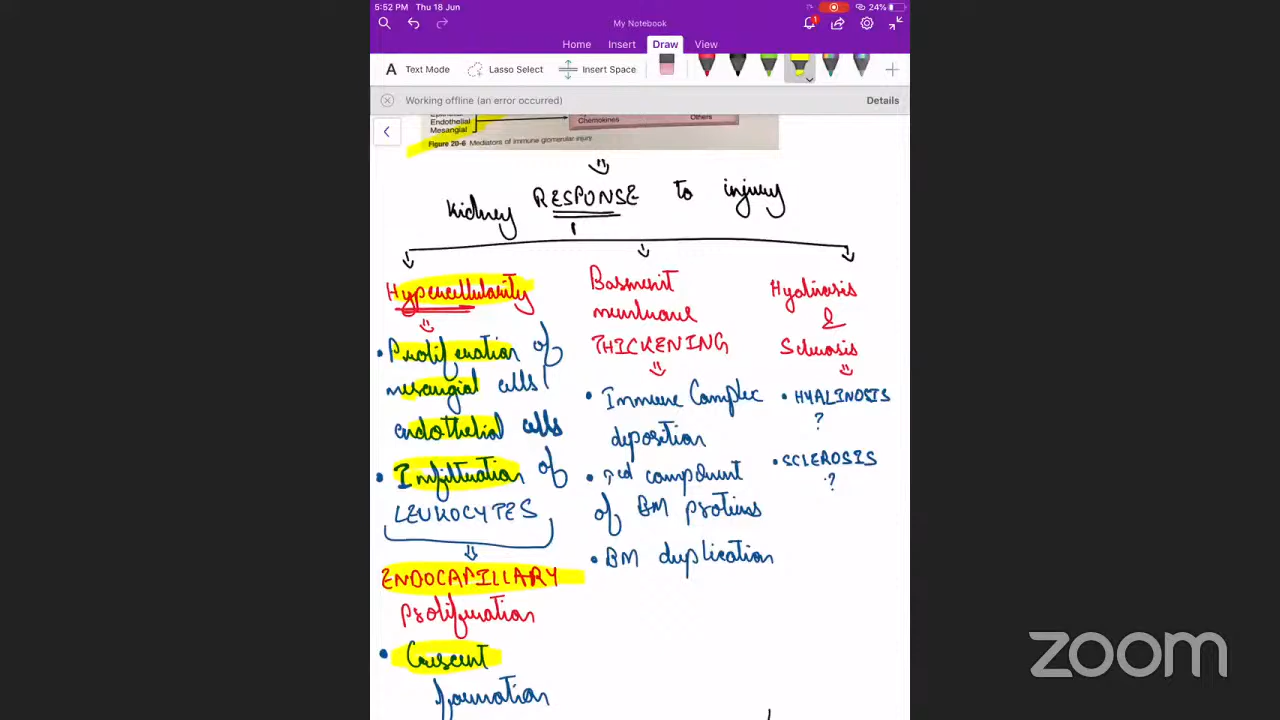 5:52 PM Thu 18 Jun
24%
My Notebook
Home Insert Draw View
Text Mode Lasso Select Insert Space
Working offline (an error occurred) Details
Endothelial
Mesangial
Chemokines
Others
Figure 20-6 Mediators of immune glomerular injury
Kidney RESPONSE to injury
Hypercellularity
• Proliferation of
mesangial cells
endothelial cells
• Infiltration of
LEUKOCYTES
ENDOCAPILLARY
proliferation
• Crescent
formation
Basement
membrane
THICKENING
• Immune Complex
deposition
• ↑ed component
of BM proteins
• BM duplication
Hyalinosis
&
Sclerosis
• HYALINOSIS
?
• SCLEROSIS
?
zoom